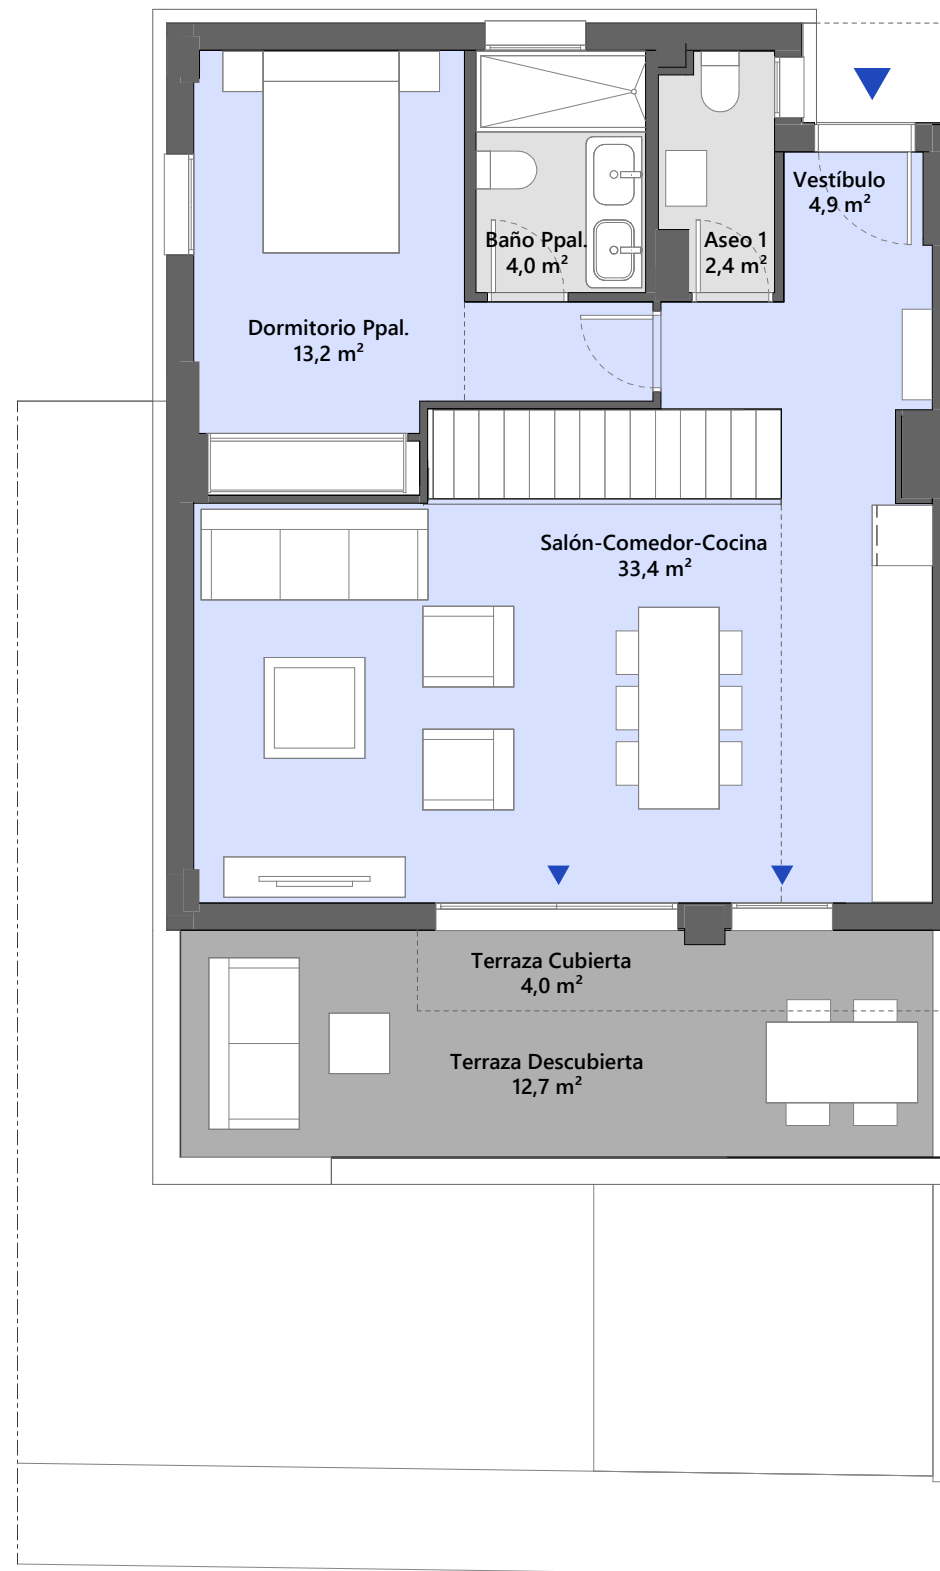 Vestíbulo
4,9 m²
Baño Ppal.
4,0 m²
Aseo 1
2,4 m²
Dormitorio Ppal.
13,2 m²
Salón-Comedor-Cocina
33,4 m²
Terraza Cubierta
4,0 m²
Terraza Descubierta
12,7 m²